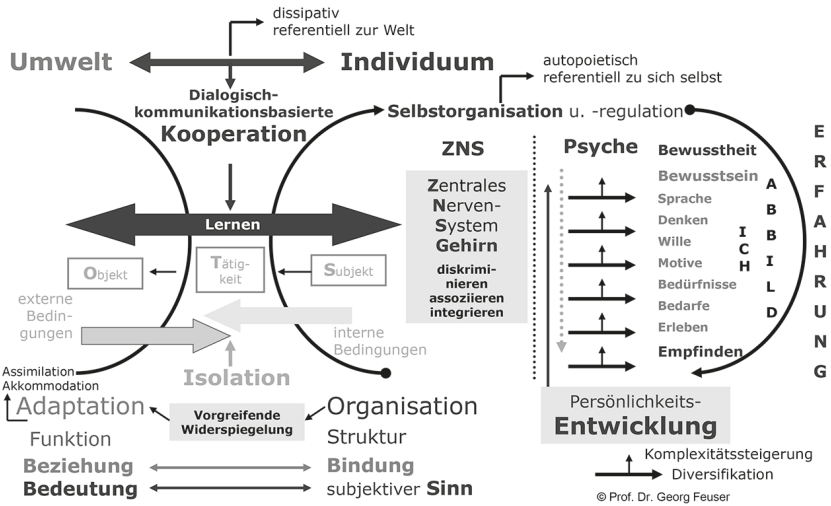 dissipativ
referentiell zur Welt
Umwelt
Individuum
autopoietisch
referentiell zu sich selbst
Dialogisch-
kommunikationsbasierte
Kooperation
Selbstorganisation u. -regulation
ZNS
Zentrales
Nerven-
System
Gehirn
diskrimi-
nieren
assoziieren
integrieren
Psyche
Bewusstheit
Bewusstsein
Sprache
Denken
Wille
Motive
Bedürfnisse
Bedarfe
Erleben
Empfinden
ICH
ABBILD
ERFAHRUNG
Lernen
Objekt
Tätig-
keit
Subjekt
externe
Bedin-
gungen
interne
Bedingungen
Isolation
Assimilation
Akkommodation
Adaptation
Vorgreifende
Widerspiegelung
Organisation
Funktion
Struktur
Beziehung
Bindung
Bedeutung
subjektiver Sinn
Persönlichkeits-
Entwicklung
Komplexitätssteigerung
Diversifikation
© Prof. Dr. Georg Feuser